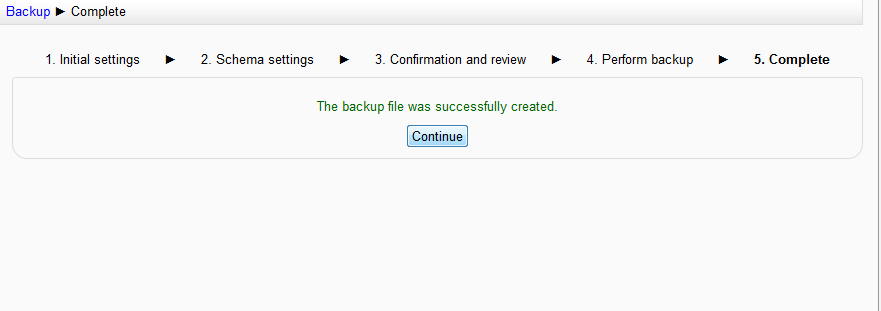 Backup ► Complete
1. Initial settings ► 2. Schema settings ► 3. Confirmation and review ► 4. Perform backup ► 5. Complete
The backup file was successfully created.
Continue